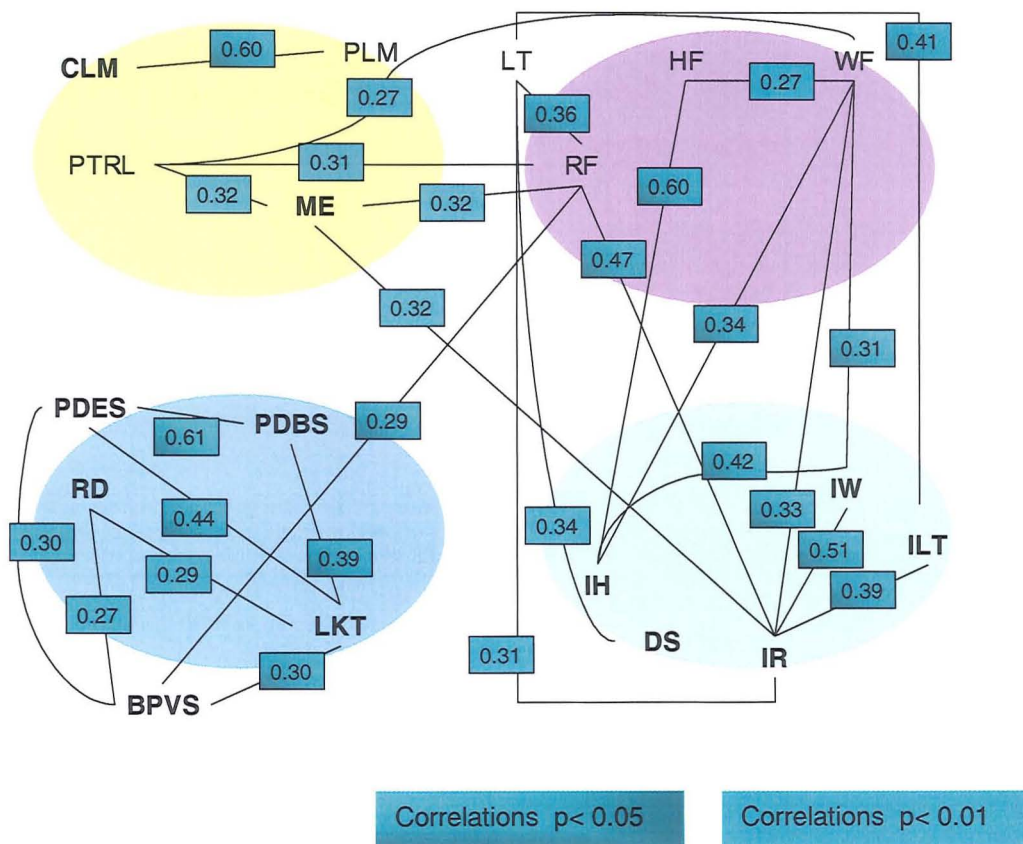 0.41
0.60
PLM
LT
HF
WF
CLM
0.27
0.27
0.36
PTRL
0.31
RF
0.32
ME
0.32
0.60
0.47
0.32
0.34
0.31
PDES
0.61
PDBS
0.29
RD
0.42
IW
0.44
0.33
0.30
0.34
0.51
ILT
0.29
0.39
IH
0.39
0.27
LKT
DS
IR
0.30
0.31
BPVS
Correlations p< 0.05
Correlations p< 0.01